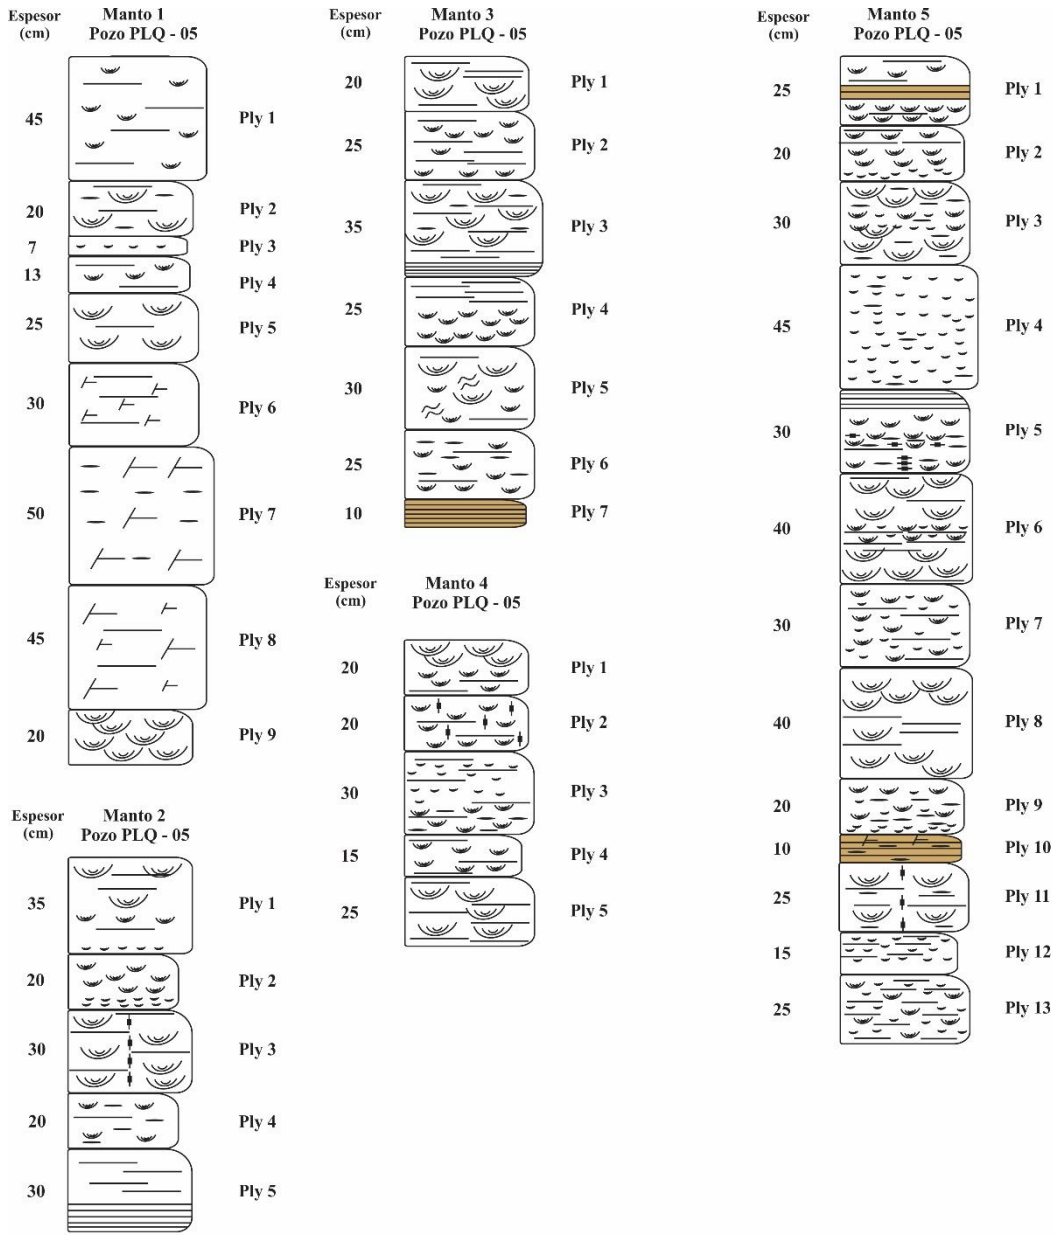 Espesor
(cm)
Manto 1
Pozo PLQ - 05
45 Ply 1
20 Ply 2
7 Ply 3
13 Ply 4
25 Ply 5
30 Ply 6
50 Ply 7
45 Ply 8
20 Ply 9
Espesor
(cm)
Manto 2
Pozo PLQ - 05
35 Ply 1
20 Ply 2
30 Ply 3
20 Ply 4
30 Ply 5
Espesor
(cm)
Manto 3
Pozo PLQ - 05
20 Ply 1
25 Ply 2
35 Ply 3
25 Ply 4
30 Ply 5
25 Ply 6
10 Ply 7
Espesor
(cm)
Manto 4
Pozo PLQ - 05
20 Ply 1
20 Ply 2
30 Ply 3
15 Ply 4
25 Ply 5
Espesor
(cm)
Manto 5
Pozo PLQ - 05
25 Ply 1
20 Ply 2
30 Ply 3
45 Ply 4
30 Ply 5
40 Ply 6
30 Ply 7
40 Ply 8
20 Ply 9
10 Ply 10
25 Ply 11
15 Ply 12
25 Ply 13